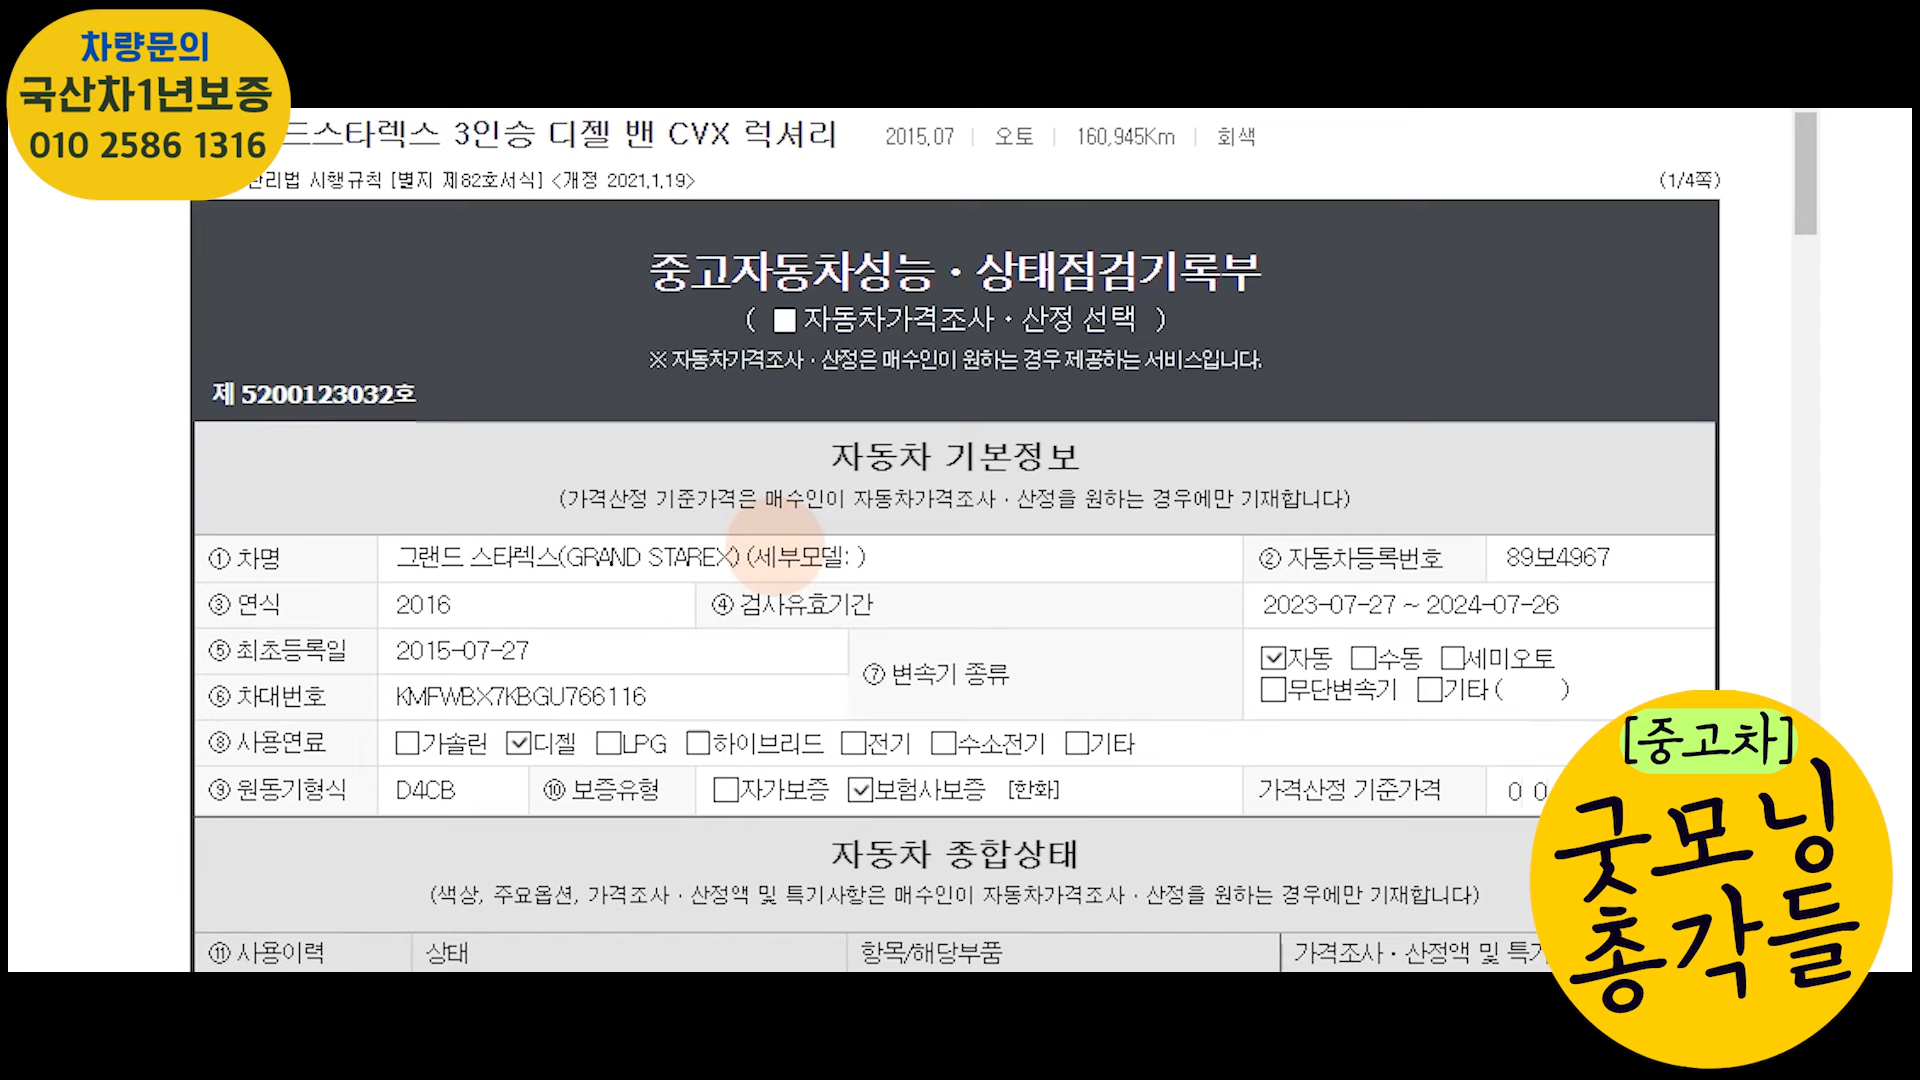 차량문의
국산차1년보증
010 2586 1316
드스타렉스 3인승 디젤 밴 CVX 럭셔리 2015.07 | 오토 | 160,945Km | 회색
관리법 시행규칙 [별지 제82호서식] <개정 2021.1.19> (1/4쪽)
중고자동차성능·상태점검기록부
( ■ 자동차가격조사·산정 선택 )
※ 자동차가격조사·산정은 매수인이 원하는 경우 제공하는 서비스입니다.
제 5200123032호
자동차 기본정보
(가격산정 기준가격은 매수인이 자동차가격조사·산정을 원하는 경우에만 기재합니다)
① 차명 그랜드 스타렉스(GRAND STAREX) (세부모델: ) ② 자동차등록번호 89보4967
③ 연식 2016 ④ 검사유효기간 2023-07-27 ~ 2024-07-26
⑤ 최초등록일 2015-07-27
⑦ 변속기 종류 ☑자동 □수동 □세미오토
□무단변속기 □기타 ( )
⑥ 차대번호 KMFWBX7KBGU766116
⑧ 사용연료 □가솔린 ☑디젤 □LPG □하이브리드 □전기 □수소전기 □기타
⑨ 원동기형식 D4CB ⑩ 보증유형 □자가보증 ☑보험사보증 [한화] 가격산정 기준가격 0 0
자동차 종합상태
(색상, 주요옵션, 가격조사·산정액 및 특기사항은 매수인이 자동차가격조사·산정을 원하는 경우에만 기재합니다)
⑪ 사용이력 상태 항목/해당부품 가격조사·산정액 및 특기
[중고차]
굿모닝
총각들